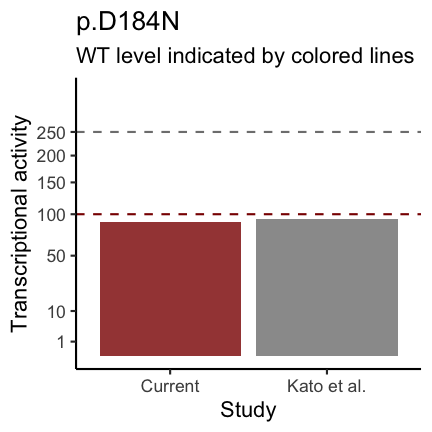 p.D184N
WT level indicated by colored lines
Transcriptional activity
250
200
150
100
50
10
1
Current
Kato et al.
Study